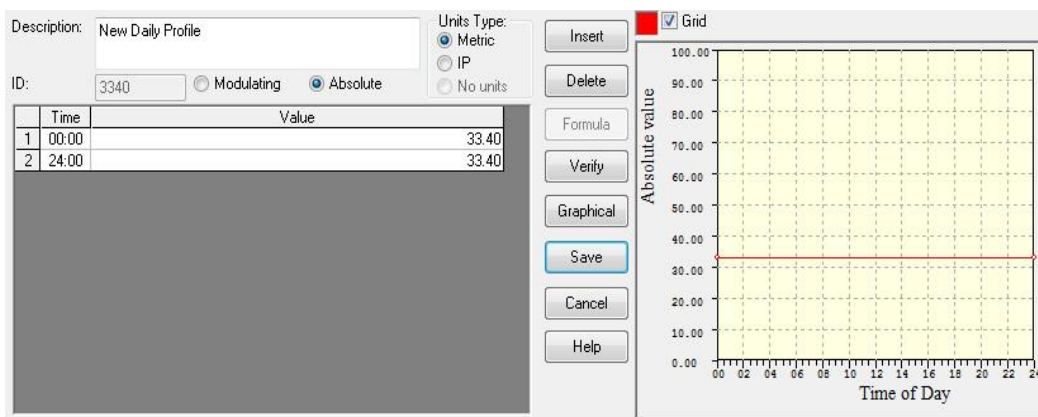 Description: New Daily Profile
Units Type:
Metric
IP
No units
ID: 3340 Modulating Absolute
Time Value
1 00:00 33.40
2 24:00 33.40
Insert
Delete
Formula
Verify
Graphical
Save
Cancel
Help
Grid
Absolute value
100.00
90.00
80.00
70.00
60.00
50.00
40.00
30.00
20.00
10.00
0.00
00 02 04 06 08 10 12 14 16 18 20 22 24
Time of Day